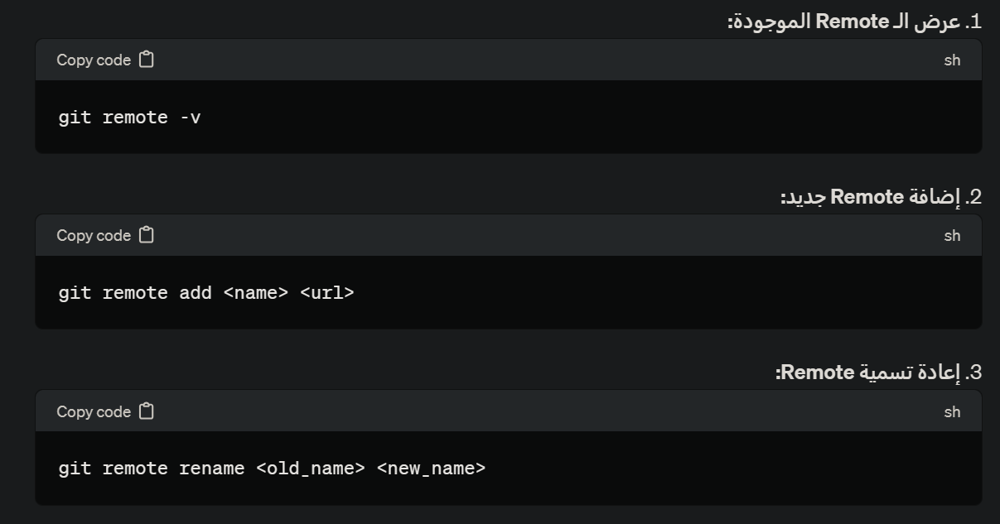 1. عرض الـ Remote الموجودة:
Copy code sh
git remote -v
2. إضافة Remote جديد:
Copy code sh
git remote add <name> <url>
3. إعادة تسمية Remote:
Copy code sh
git remote rename <old_name> <new_name>